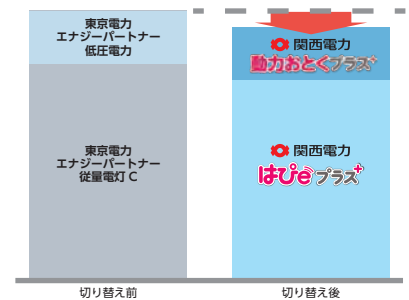 東京電力
エナジーパートナー
低圧電力
関西電力
動力おとくプラス+
東京電力
エナジーパートナー
従量電灯 C
関西電力
はぴeプラス+
切り替え前
切り替え後